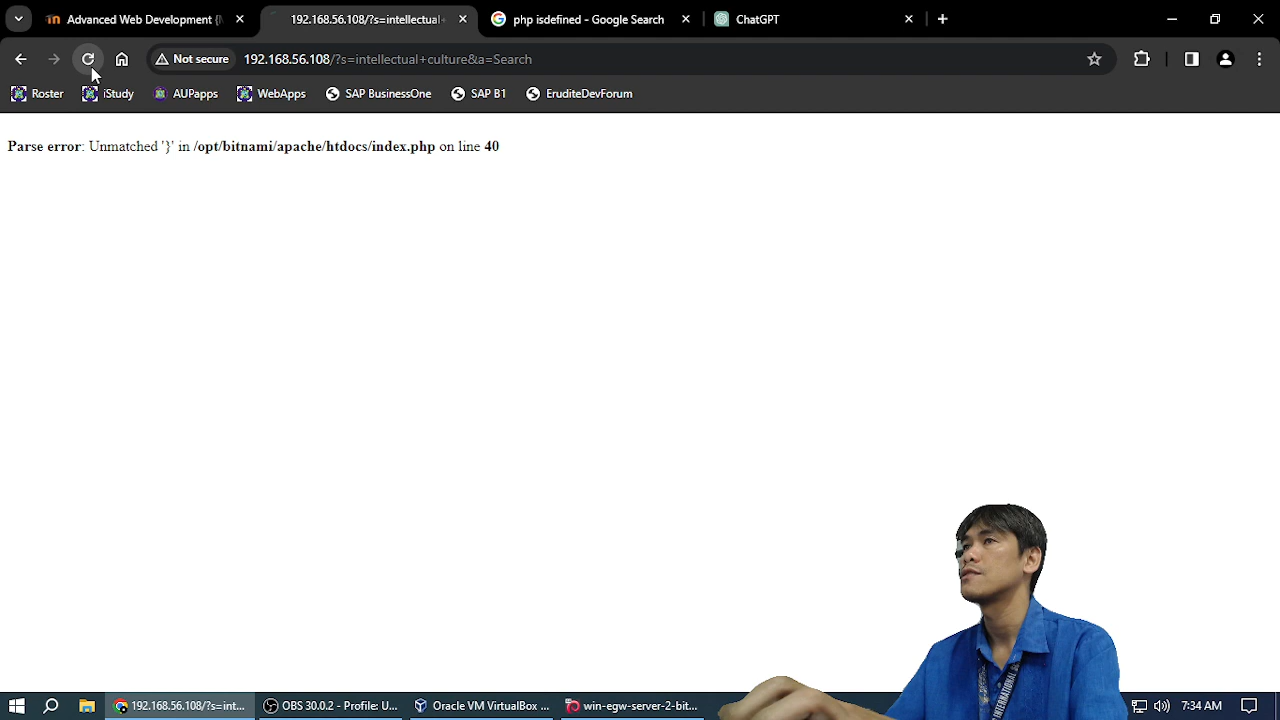 Advanced Web Development (
192.168.56.108/?s=intellectual+
php isdefined - Google Search
ChatGPT
Not secure
192.168.56.108/?s=intellectual+culture&a=Search
Roster
iStudy
AUPapps
WebApps
SAP BusinessOne
SAP B1
EruditeDevForum
Parse error: Unmatched '}' in /opt/bitnami/apache/htdocs/index.php on line 40
INTERNATIONAL
192.168.56.108/?s=int...
OBS 30.0.2 - Profile: U...
Oracle VM VirtualBox ...
win-egw-server-2-bit...
7:34 AM